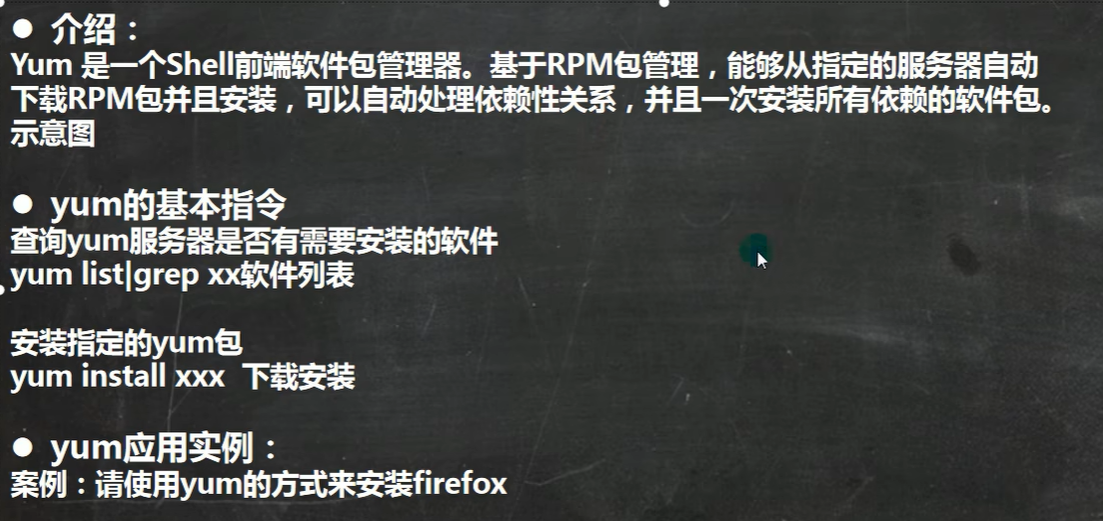 ● 介绍：
Yum 是一个Shell前端软件包管理器。基于RPM包管理，能够从指定的服务器自动
下载RPM包并且安装，可以自动处理依赖性关系，并且一次安装所有依赖的软件包。
示意图
● yum的基本指令
查询yum服务器是否有需要安装的软件
yum list|grep xx软件列表
安装指定的yum包
yum install xxx  下载安装
● yum应用实例：
案例：请使用yum的方式来安装firefox